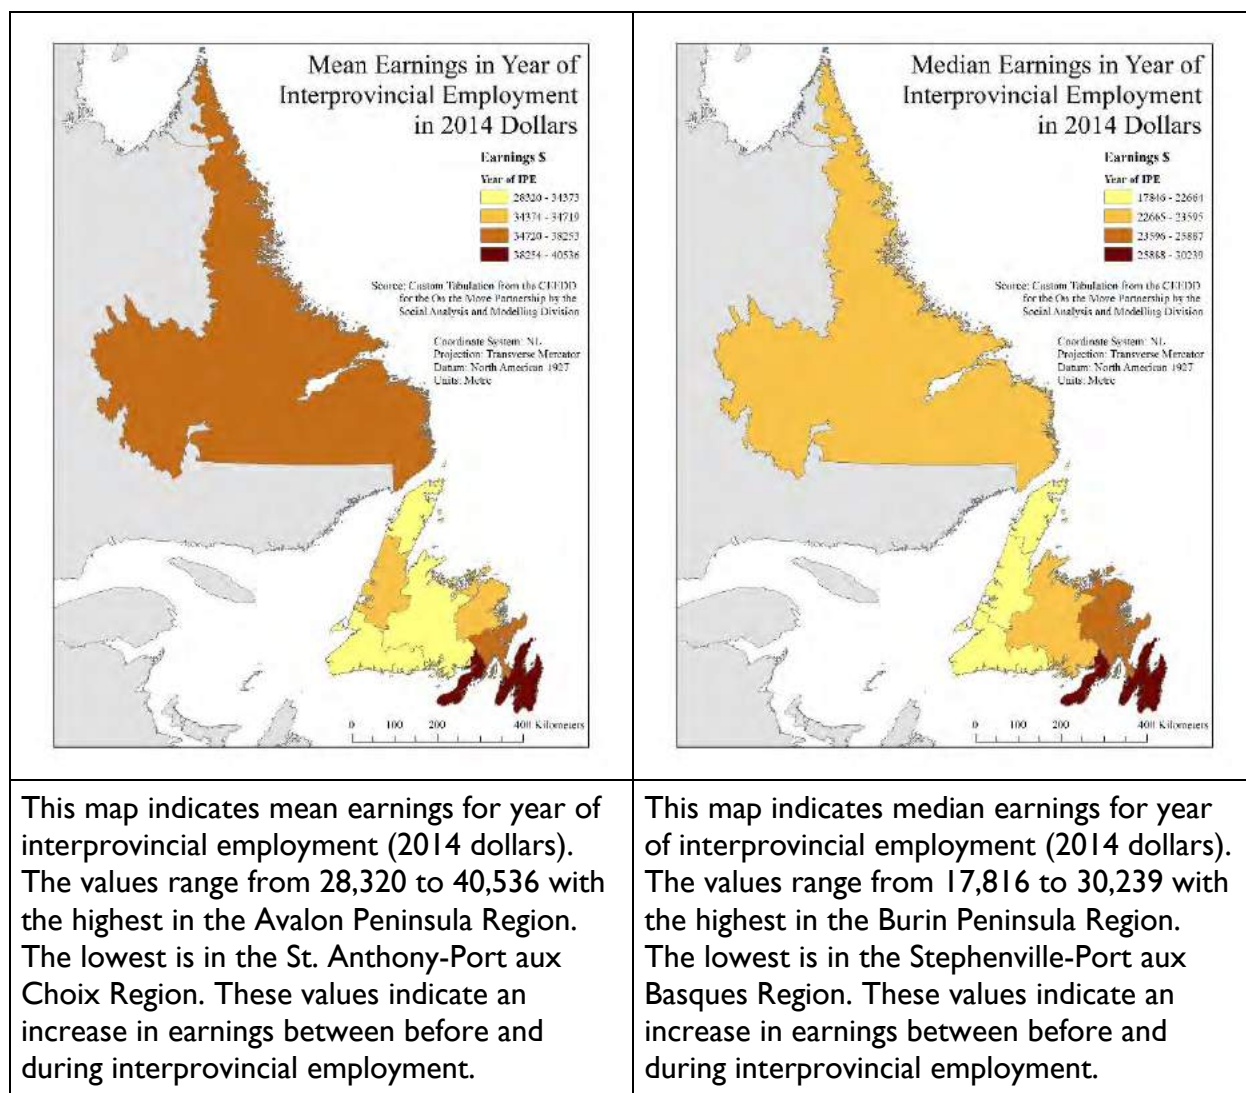 Mean Earnings in Year of
Interprovincial Employment
in 2014 Dollars
Earnings $
Year of IPE
28320 - 34373
34374 - 34719
34720 - 38253
38254 - 40536
Source: Custom Tabulation from the CEEDD
for the On the Move Partnership by the
Social Analysis and Modelling Division
Coordinate System: NL
Projection: Transverse Mercator
Datum: North American 1927
Units: Metre
0 100 200 400 Kilometers
This map indicates mean earnings for year of
interprovincial employment (2014 dollars).
The values range from 28,320 to 40,536 with
the highest in the Avalon Peninsula Region.
The lowest is in the St. Anthony-Port aux
Choix Region. These values indicate an
increase in earnings between before and
during interprovincial employment.
Median Earnings in Year of
Interprovincial Employment
in 2014 Dollars
Earnings $
Year of IPE
22665 - 23595
23596 - 25887
25888 - 30239
Source: Custom Tabulation from the CEEDD
for the On the Move Partnership by the
Social Analysis and Modelling Division
Coordinate System: NL
Projection: Transverse Mercator
Datum: North American 1927
Units: Metre
0 100 200 400 Kilometers
This map indicates median earnings for year
of interprovincial employment (2014 dollars).
The values range from 17,816 to 30,239 with
the highest in the Burin Peninsula Region.
The lowest is in the Stephenville-Port aux
Basques Region. These values indicate an
increase in earnings between before and
during interprovincial employment.